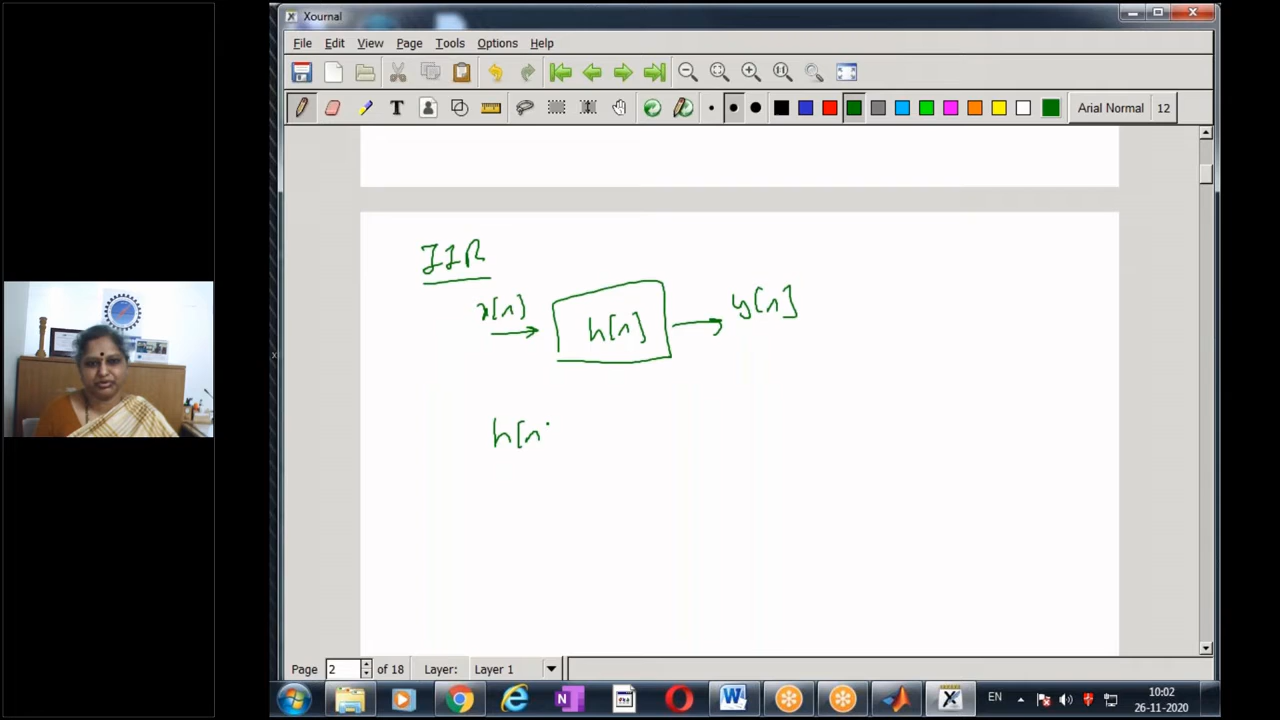 Xournal
File Edit View Page Tools Options Help
Arial Normal 12
IIR
x[n]
h[n]
y[n]
h[n
Page 2 of 18 Layer: Layer 1
EN
10:02
26-11-2020